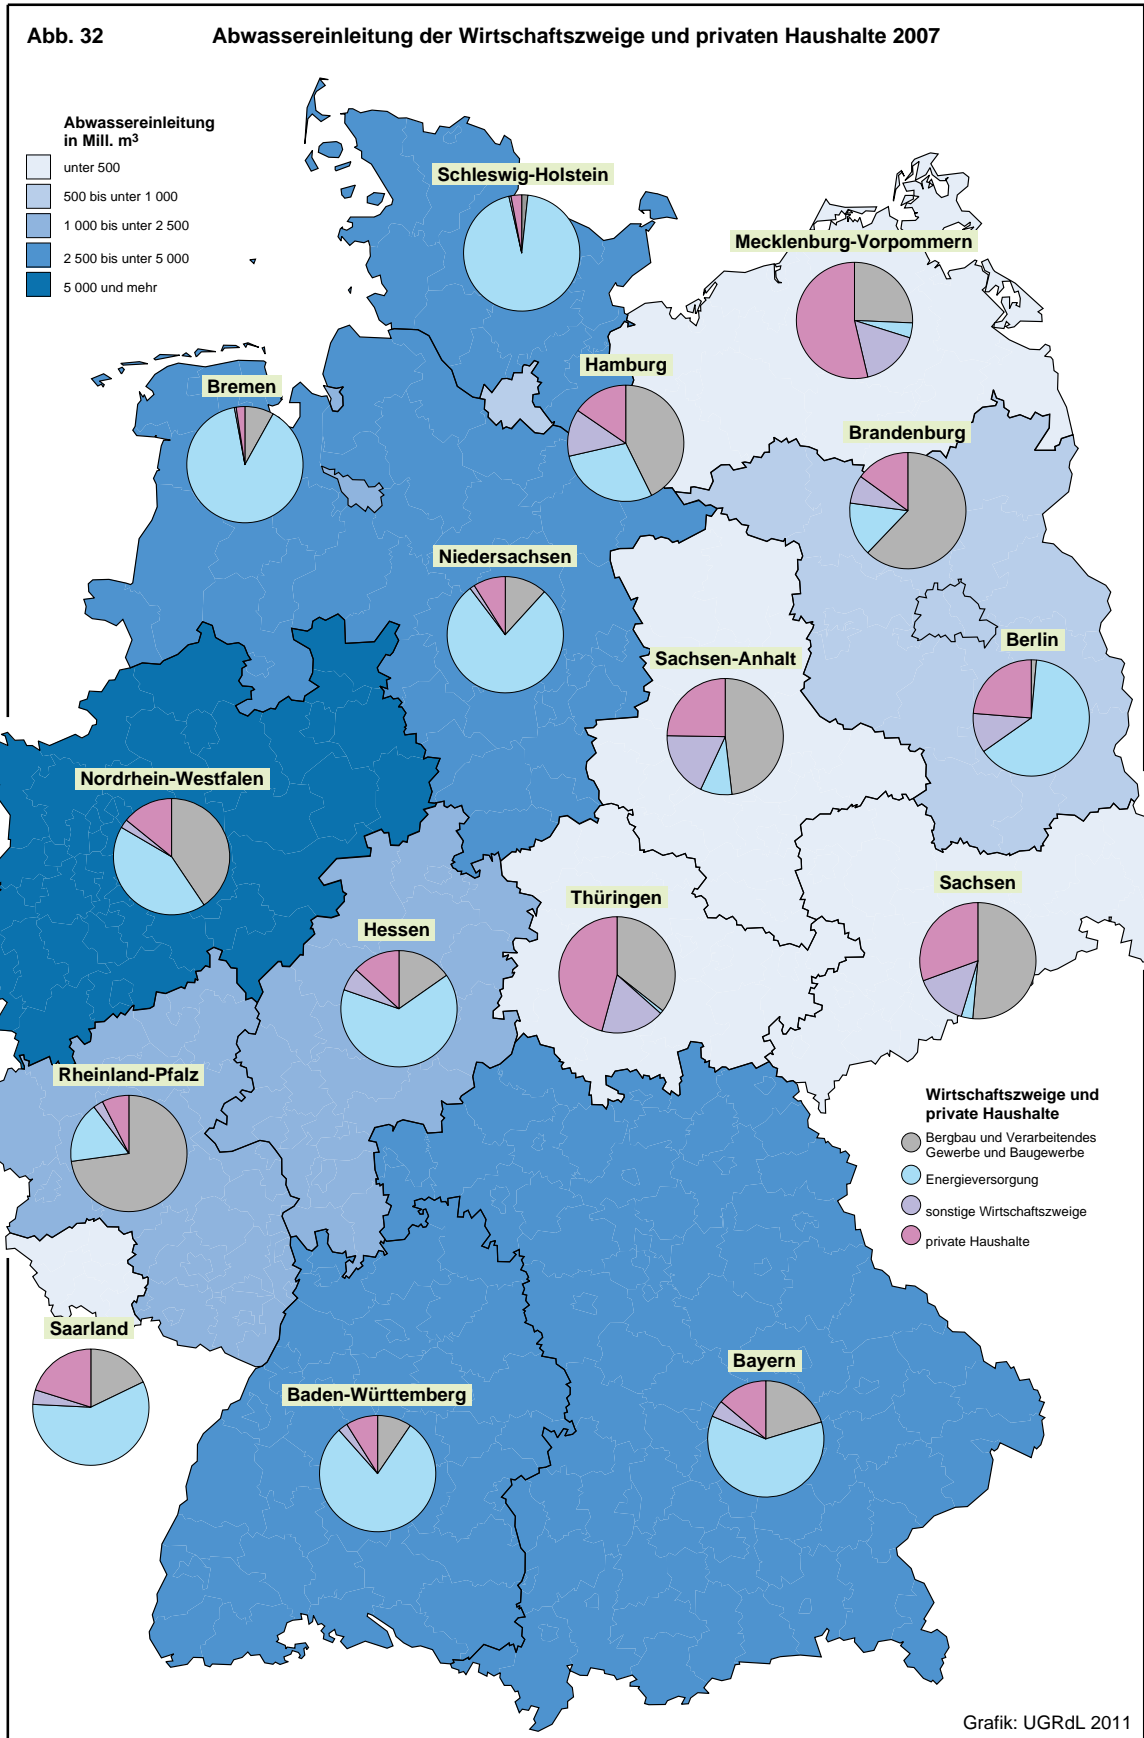 Abb. 32
Abwassereinleitung der Wirtschaftszweige und privaten Haushalte 2007
Abwassereinleitung
in Mill. m³
unter 500
500 bis unter 1 000
1 000 bis unter 2 500
2 500 bis unter 5 000
5 000 und mehr
Schleswig-Holstein
Mecklenburg-Vorpommern
Hamburg
Bremen
Brandenburg
Niedersachsen
Berlin
Sachsen-Anhalt
Nordrhein-Westfalen
Sachsen
Thüringen
Hessen
Rheinland-Pfalz
Wirtschaftszweige und
private Haushalte
Bergbau und Verarbeitendes
Gewerbe und Baugewerbe
Energieversorgung
sonstige Wirtschaftszweige
private Haushalte
Saarland
Bayern
Baden-Württemberg
Grafik: UGRdL 2011